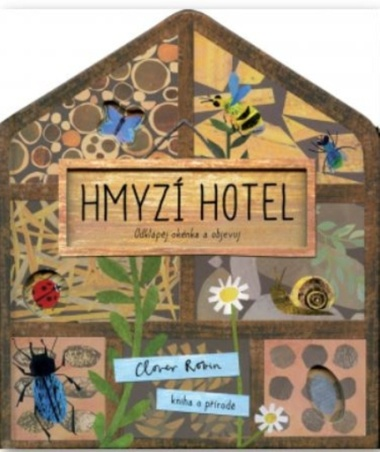 HMYZÍ HOTEL
Odklápěj okénka a objevuj
Clover Robin
kniha o přírodě